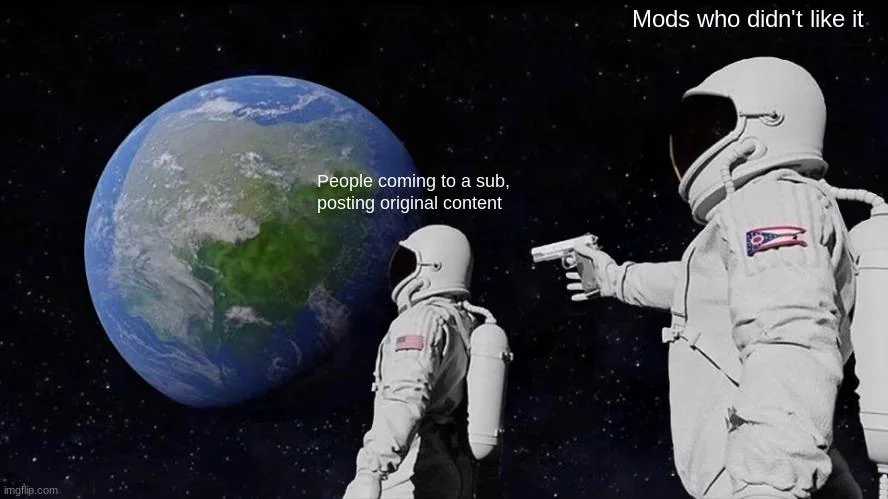 Mods who didn't like it
People coming to a sub,
posting original content
imgflip.com